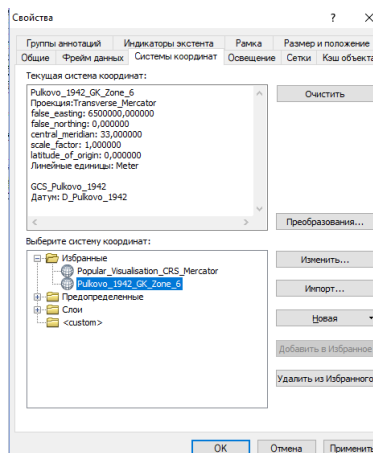 Свойства
Группы аннотаций Индикаторы экстента Рамка Размер и положение
Общие Фрейм данных Системы координат Освещение Сетки Кэш объекта
Текущая система координат:
Pulkovo_1942_GK_Zone_6
Проекция:Transverse_Mercator
false_easting: 6500000,000000
false_northing: 0,000000
central_meridian: 33,000000
scale_factor: 1,000000
latitude_of_origin: 0,000000
Линейные единицы: Meter
GCS_Pulkovo_1942
Датум: D_Pulkovo_1942
Очистить
Преобразования...
Выберите систему координат:
Избранные
Popular_Visualisation_CRS_Mercator
Pulkovo_1942_GK_Zone_6
Предопределенные
Слои
<custom>
Изменить...
Импорт...
Новая
Добавить в Избранное
Удалить из Избранного
OK Отмена Применить